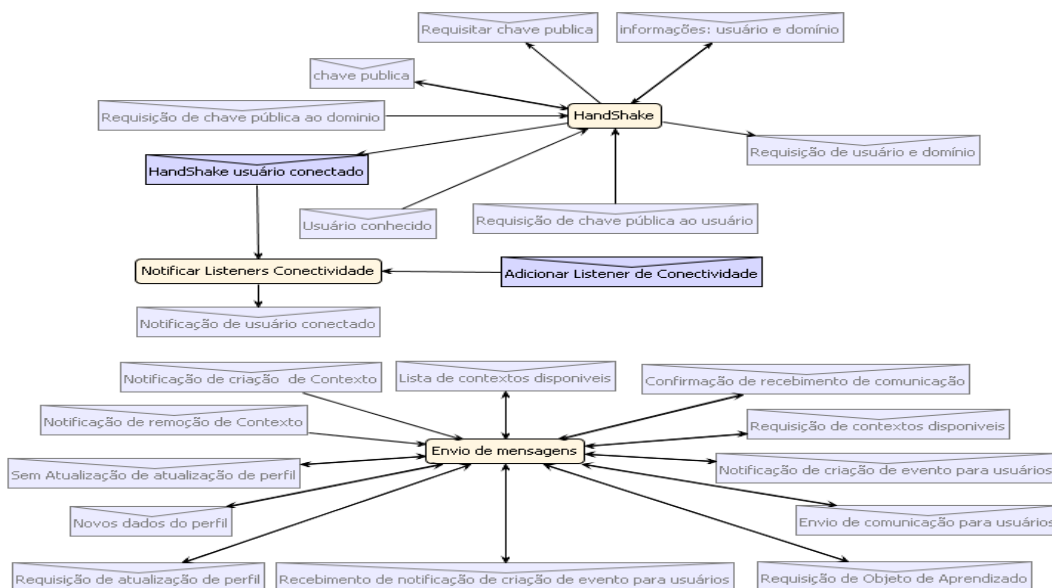 Requisitar chave publica
informações: usuário e domínio
chave publica
Requisição de chave pública ao dominio
HandShake
Requisição de usuário e domínio
HandShake usuário conectado
Usuário conhecido
Requisição de chave pública ao usuário
Notificar Listeners Conectividade
Adicionar Listener de Conectividade
Notificação de usuário conectado
Notificação de criação de Contexto
Lista de contextos disponiveis
Confirmação de recebimento de comunicação
Notificação de remoção de Contexto
Requisição de contextos disponiveis
Envio de mensagens
Sem Atualização de atualização de perfil
Notificação de criação de evento para usuários
Novos dados do perfil
Envio de comunicação para usuários
Requisição de atualização de perfil
Recebimento de notificação de criação de evento para usuários
Requisição de Objeto de Aprendizado